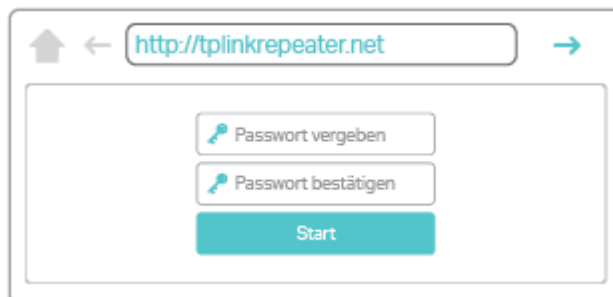 http://tplinkrepeater.net
Passwort vergeben
Passwort bestätigen
Start